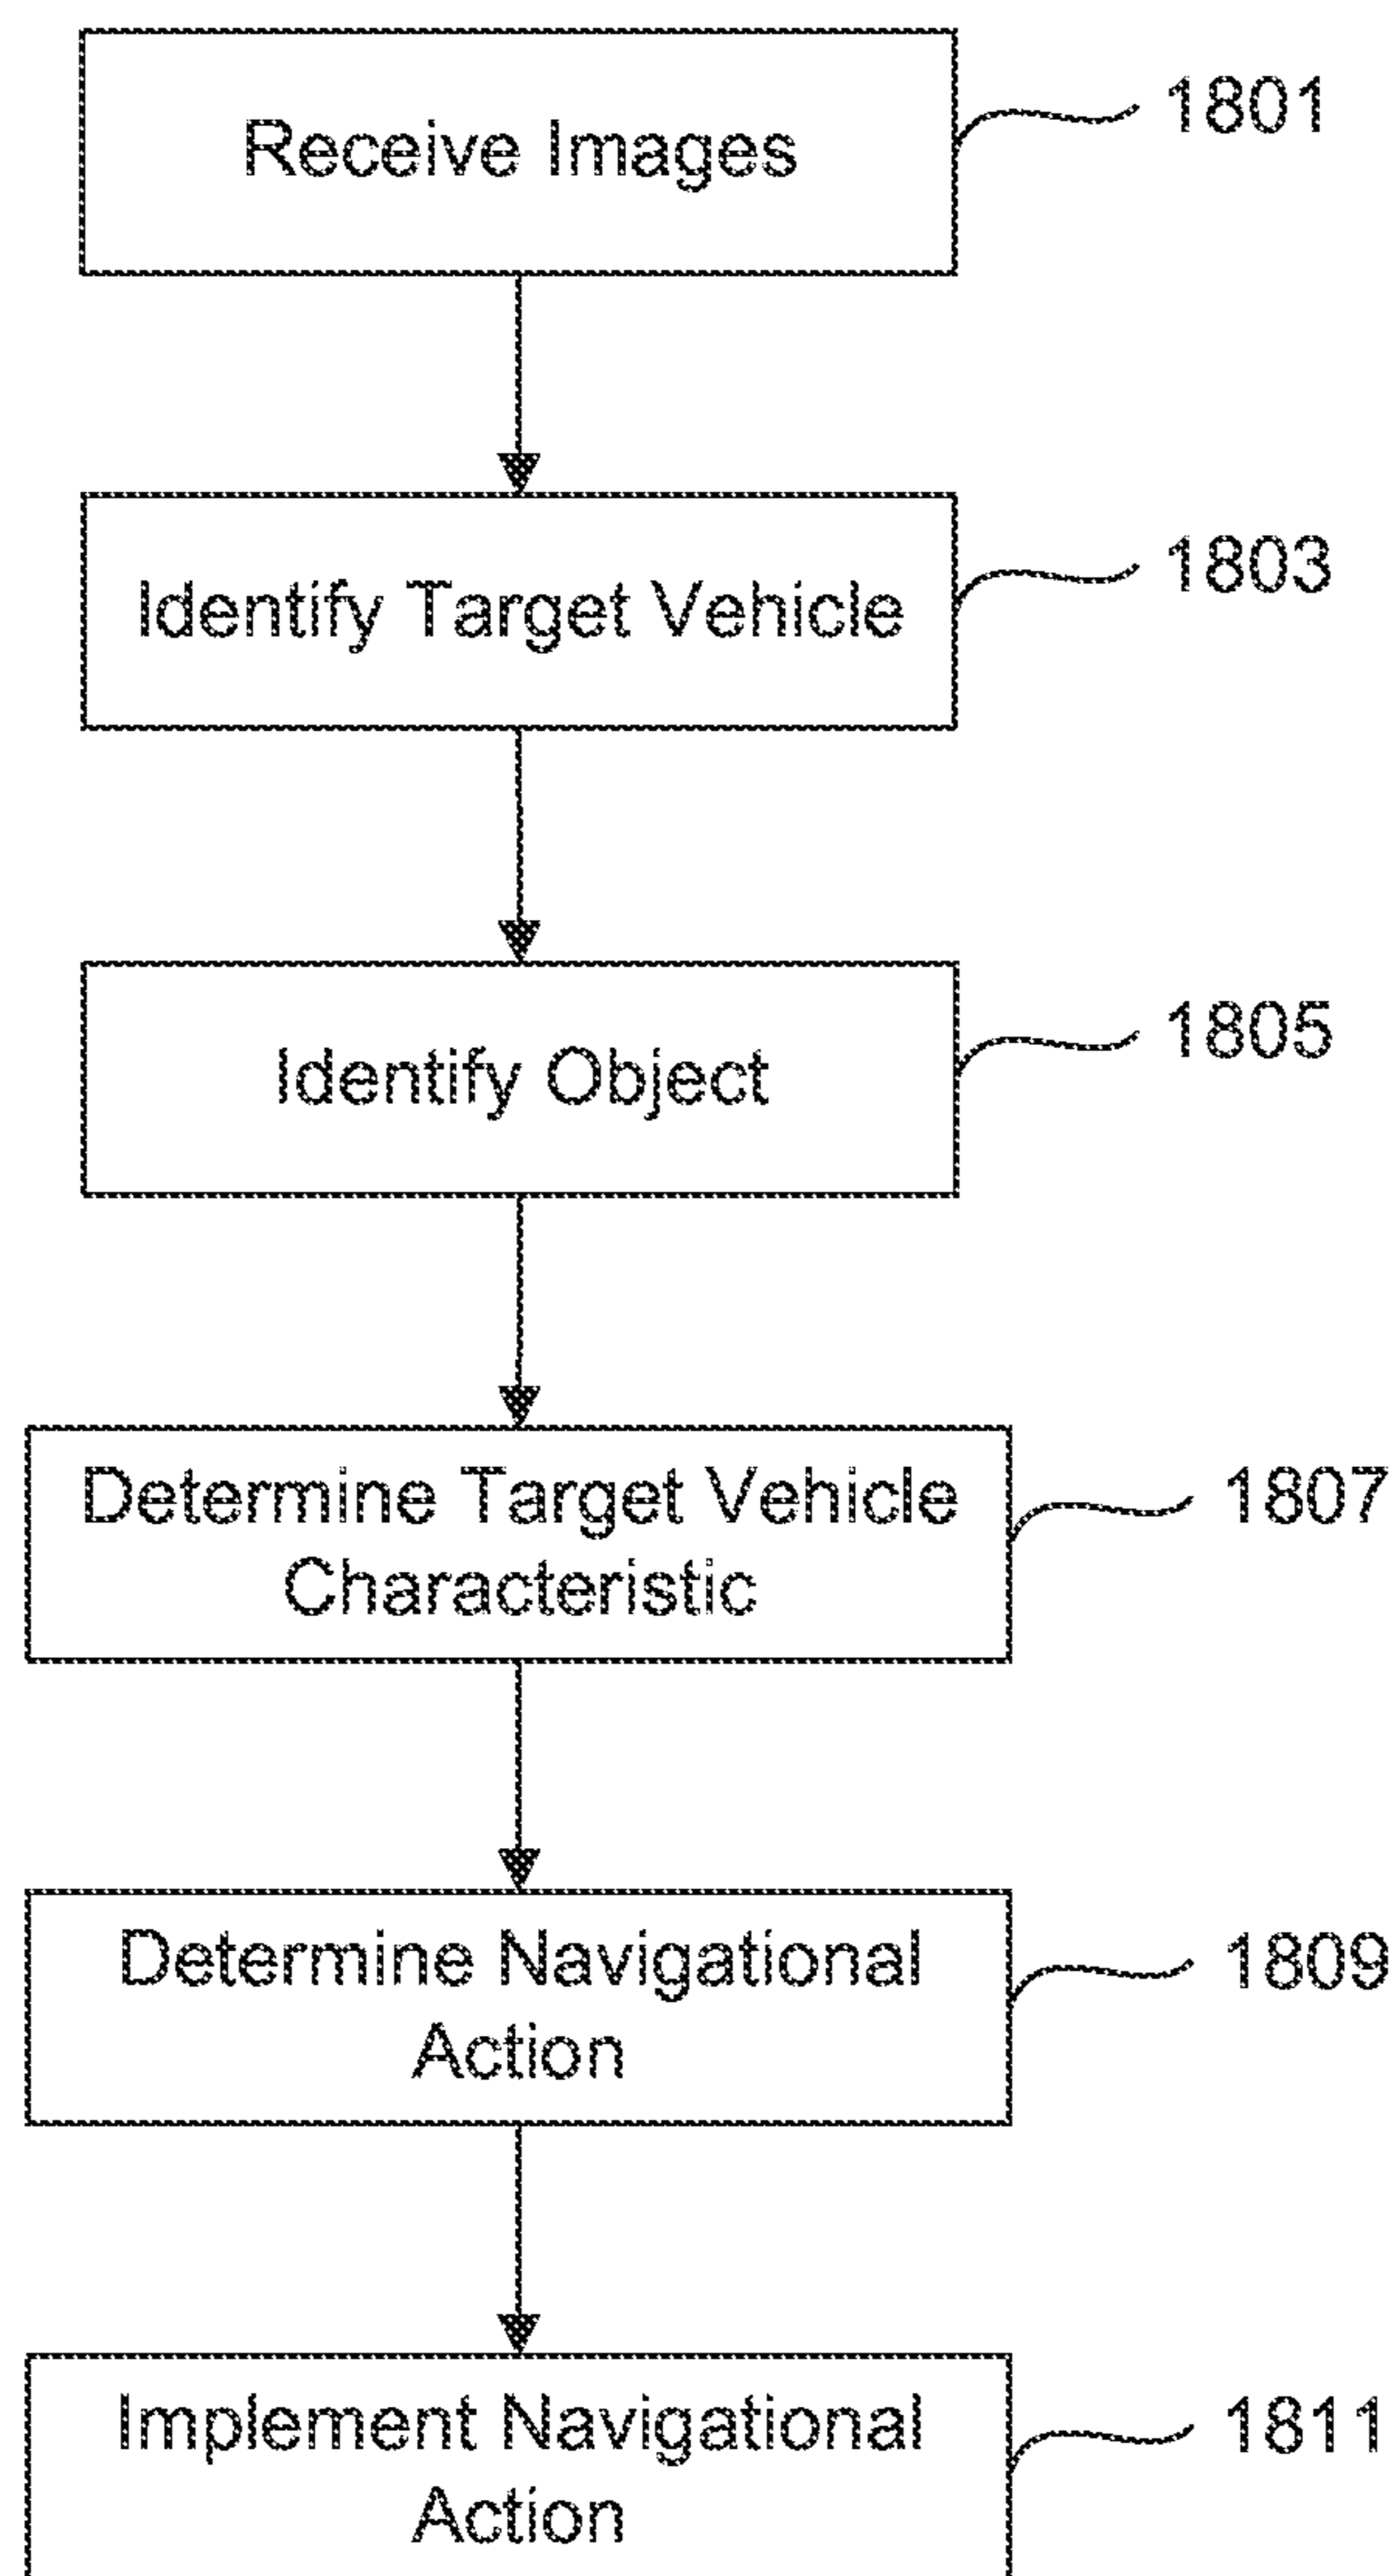 Receive Images
1801
Identify Target Vehicle
1803
Identify Object
1805
Determine Target Vehicle
Characteristic
1807
Determine Navigational
Action
1809
Implement Navigational
Action
1811